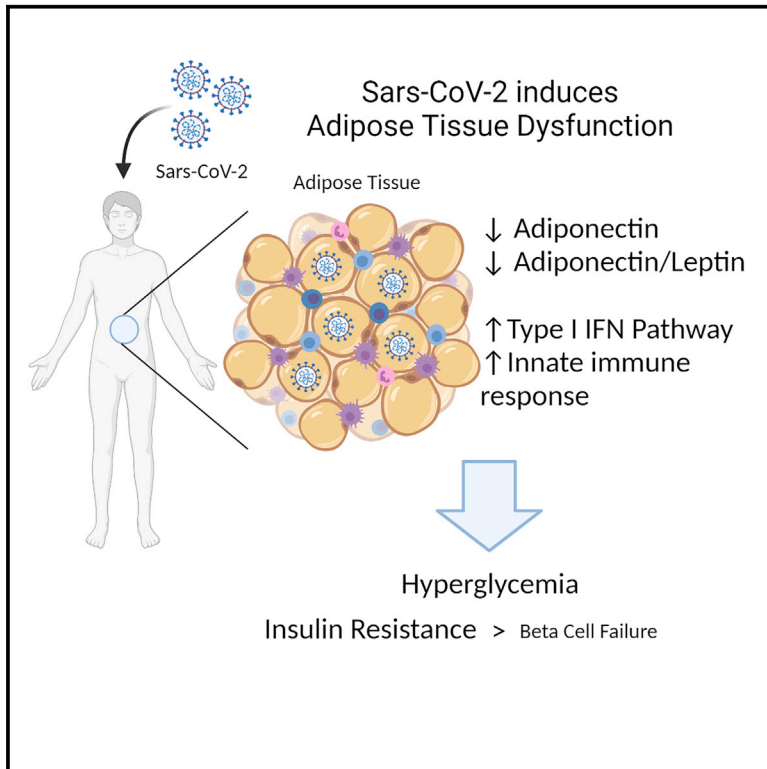 Sars-CoV-2 induces
Adipose Tissue Dysfunction
Sars-CoV-2
Adipose Tissue
↓ Adiponectin
↓ Adiponectin/Leptin
↑ Type I IFN Pathway
↑ Innate immune
response
Hyperglycemia
Insulin Resistance > Beta Cell Failure